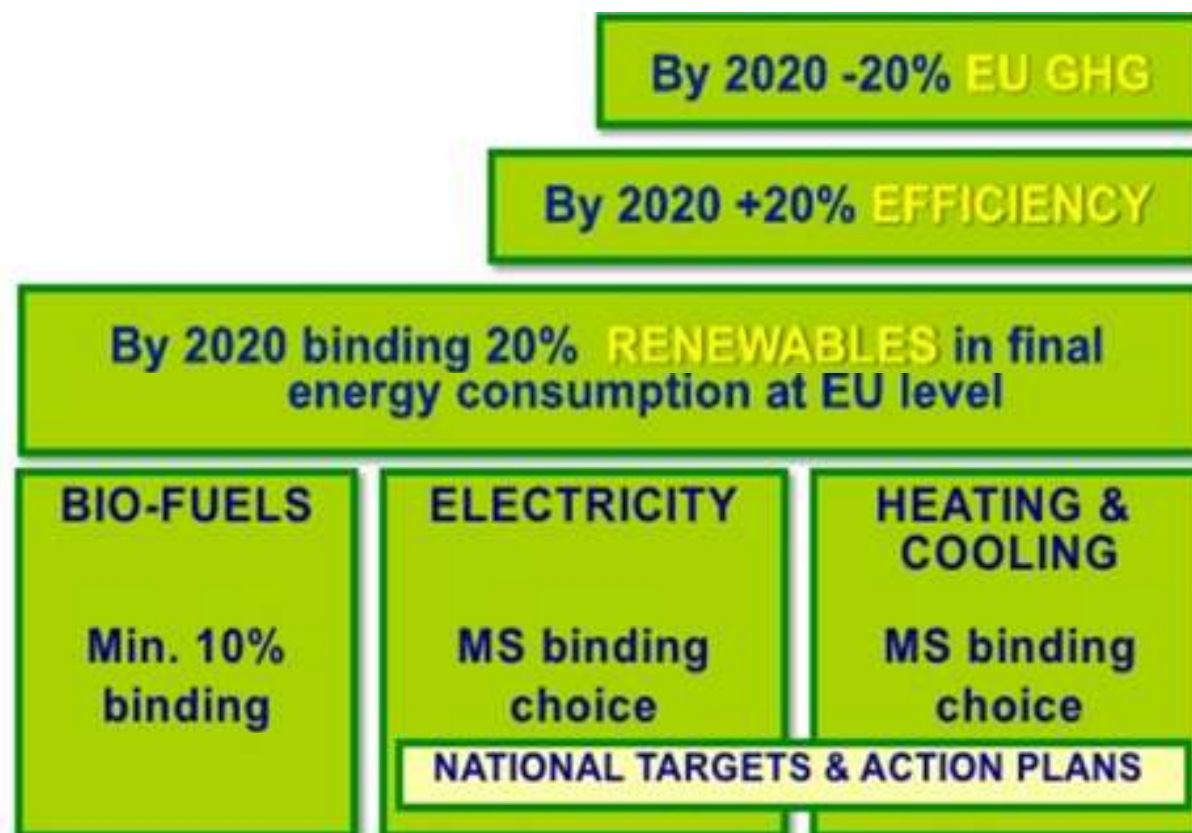 By 2020 -20% EU GHG
By 2020 +20% EFFICIENCY
By 2020 binding 20% RENEWABLES in final
energy consumption at EU level
BIO-FUELS
Min. 10%
binding
ELECTRICITY
MS binding
choice
HEATING &
COOLING
MS binding
choice
NATIONAL TARGETS & ACTION PLANS